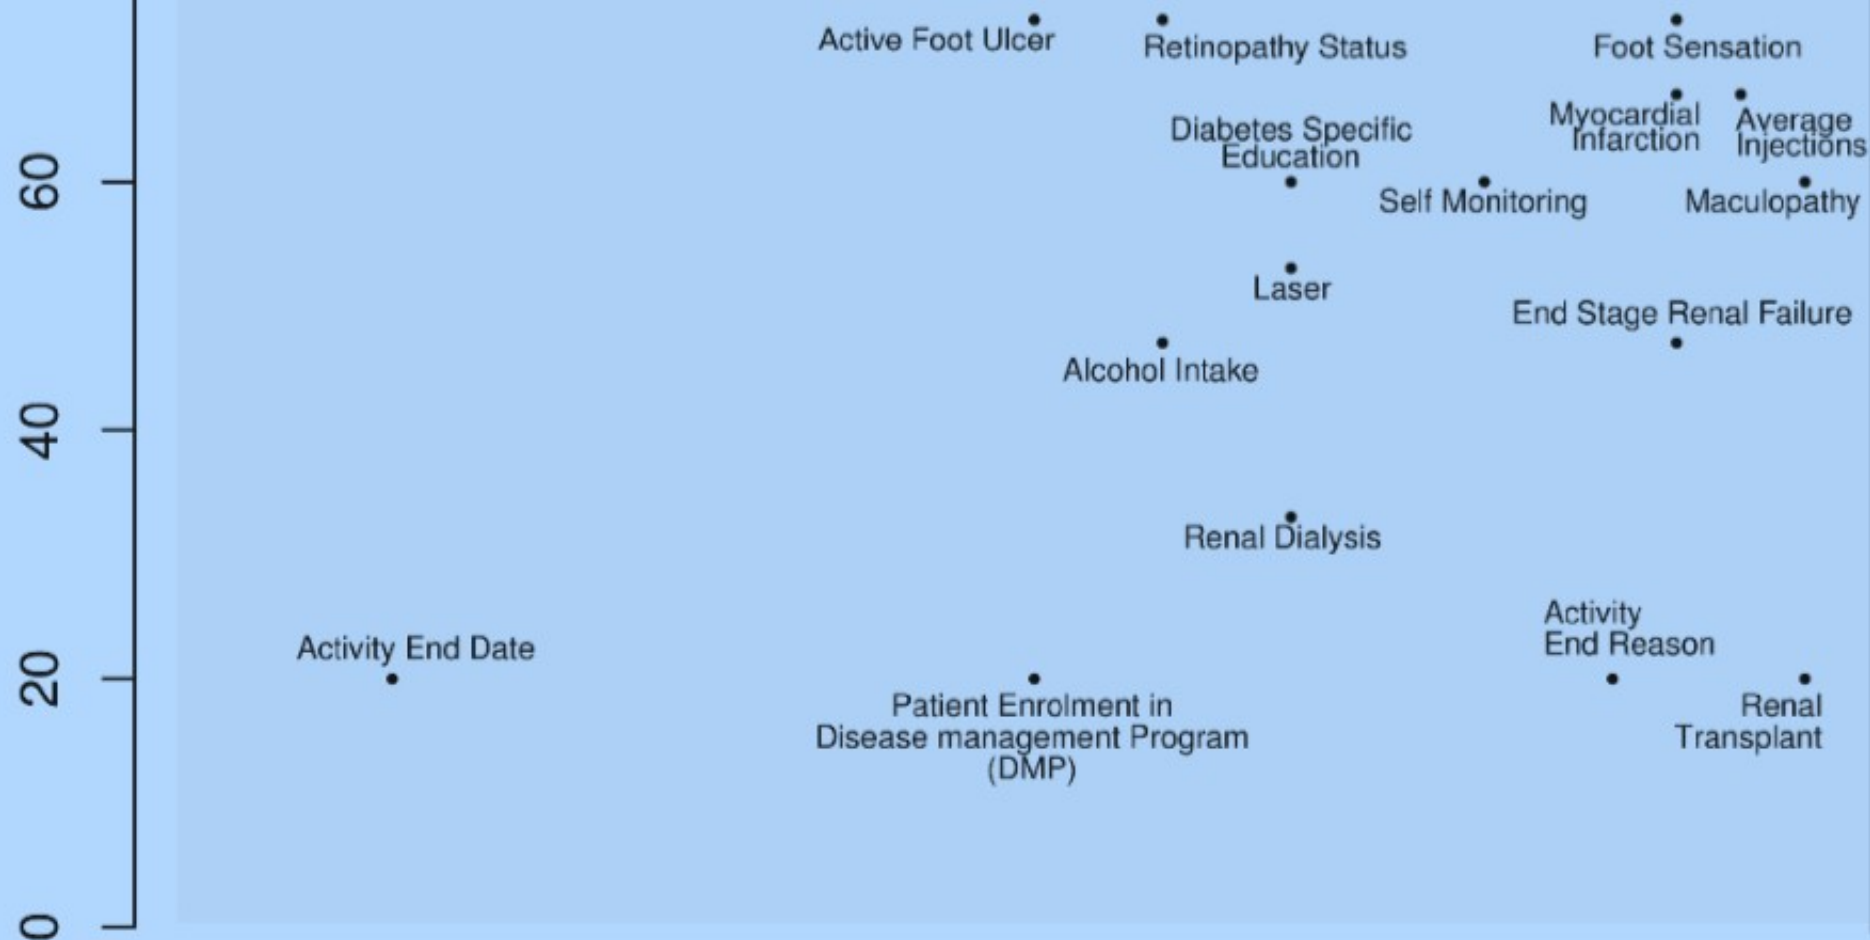 Active Foot Ulcer
Retinopathy Status
Foot Sensation
Myocardial
Infarction
Average
Injections
Diabetes Specific
Education
60
Self Monitoring
Maculopathy
Laser
End Stage Renal Failure
Alcohol Intake
40
Renal Dialysis
Activity
End Reason
Activity End Date
20
Patient Enrolment in
Disease management Program
(DMP)
Renal
Transplant
0